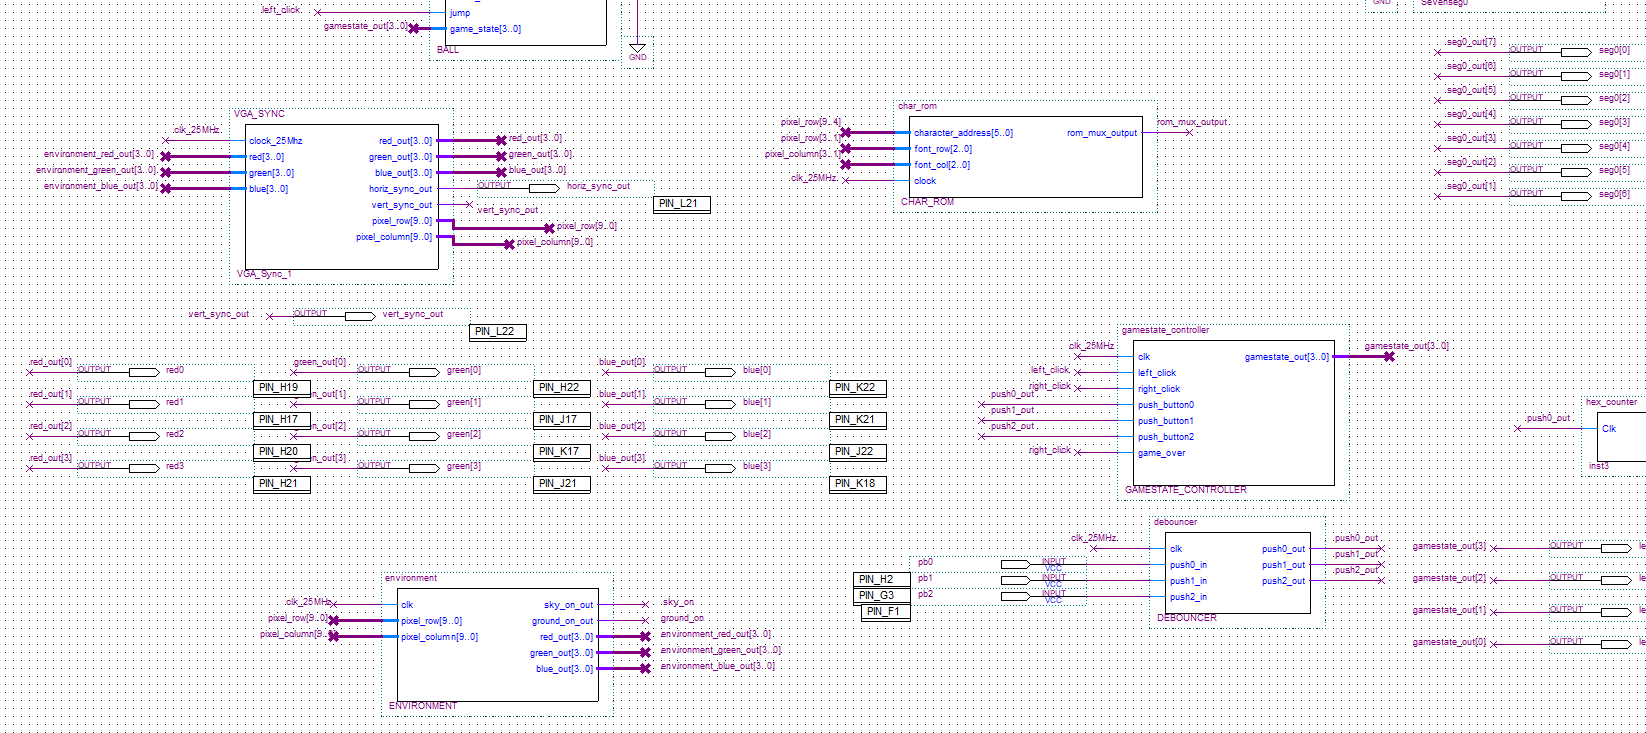 left_click
jump
gamestate_out[3..0]
game_state[3..0]
BALL
GND
GND
seg0_out[7]
OUTPUT
seg0[0]
seg0_out[6]
OUTPUT
seg0[1]
seg0_out[5]
OUTPUT
seg0[2]
seg0_out[4]
OUTPUT
seg0[3]
seg0_out[3]
OUTPUT
seg0[4]
seg0_out[2]
OUTPUT
seg0[5]
seg0_out[1]
OUTPUT
seg0[6]
VGA_SYNC
clk_25MHz
clock_25Mhz
environment_red_out[3..0]
red[3..0]
environment_green_out[3..0]
green[3..0]
environment_blue_out[3..0]
blue[3..0]
red_out[3..0]
red_out[3..0]
green_out[3..0]
green_out[3..0]
blue_out[3..0]
blue_out[3..0]
horiz_sync_out
OUTPUT
horiz_sync_out
PIN_L21
vert_sync_out
vert_sync_out
pixel_row[9..0]
pixel_row[9..0]
pixel_column[9..0]
pixel_column[9..0]
VGA_Sync_1
char_rom
pixel_row[9..4]
character_address[5..0]
pixel_row[3..1]
font_row[2..0]
pixel_column[3..1]
font_col[2..0]
clk_25MHz
clock
rom_mux_output
rom_mux_output
CHAR_ROM
vert_sync_out
OUTPUT
vert_sync_out
PIN_L22
red_out[0]
OUTPUT
red0
PIN_H19
red_out[1]
OUTPUT
red1
PIN_H17
red_out[2]
OUTPUT
red2
PIN_H20
red_out[3]
OUTPUT
red3
PIN_H21
green_out[0]
OUTPUT
green[0]
PIN_H22
n_out[1]
OUTPUT
green[1]
PIN_J17
n_out[2]
OUTPUT
green[2]
PIN_K17
n_out[3]
OUTPUT
green[3]
PIN_J21
blue_out[0]
OUTPUT
blue[0]
PIN_K22
blue_out[1]
OUTPUT
blue[1]
PIN_K21
blue_out[2]
OUTPUT
blue[2]
PIN_J22
blue_out[3]
OUTPUT
blue[3]
PIN_K18
gamestate_controller
clk_25MHz
clk
left_click
left_click
right_click
right_click
push0_out
push_button0
push1_out
push_button1
push2_out
push_button2
right_click
game_over
gamestate_out[3..0]
gamestate_out[3..0]
GAMESTATE_CONTROLLER
hex_counter
push0_out
Clk
inst3
debouncer
clk_25MHz
clk
pb0
INPUT
VCC
push0_in
PIN_H2
pb1
INPUT
VCC
push1_in
PIN_G3
pb2
INPUT
VCC
push2_in
PIN_F1
push0_out
push0_out
push1_out
push1_out
push2_out
push2_out
DEBOUNCER
gamestate_out[3]
OUTPUT
le
gamestate_out[2]
OUTPUT
le
gamestate_out[1]
OUTPUT
le
gamestate_out[0]
OUTPUT
le
environment
clk_25MHz
clk
pixel_row[9..0]
pixel_row[9..0]
pixel_column[9..
pixel_column[9..0]
sky_on_out
sky_on
ground_on_out
ground_on
red_out[3..0]
environment_red_out[3..0]
green_out[3..0]
environment_green_out[3..0]
blue_out[3..0]
environment_blue_out[3..0]
ENVIRONMENT